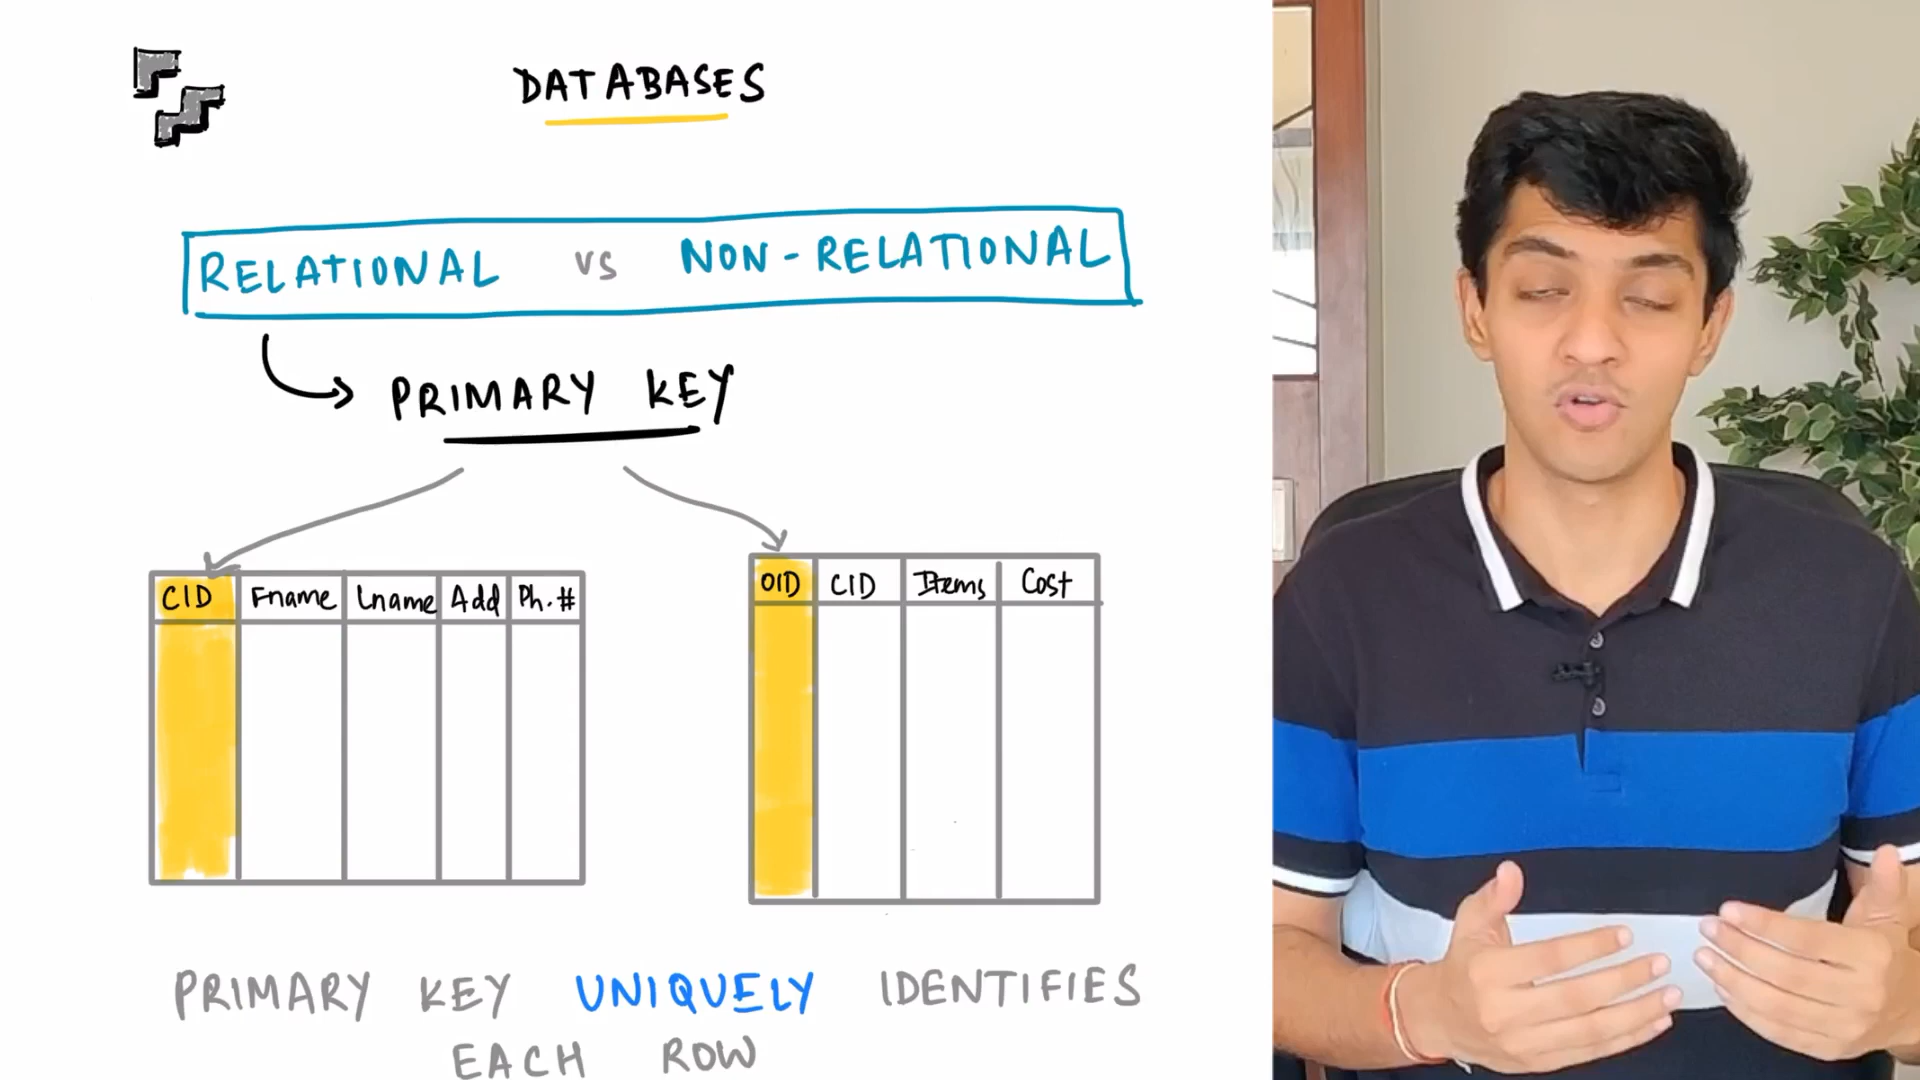 DATABASES
RELATIONAL vs NON-RELATIONAL
PRIMARY KEY
CID Fname Lname Add Ph.#
OID CID Items Cost
PRIMARY KEY UNIQUELY IDENTIFIES
EACH ROW